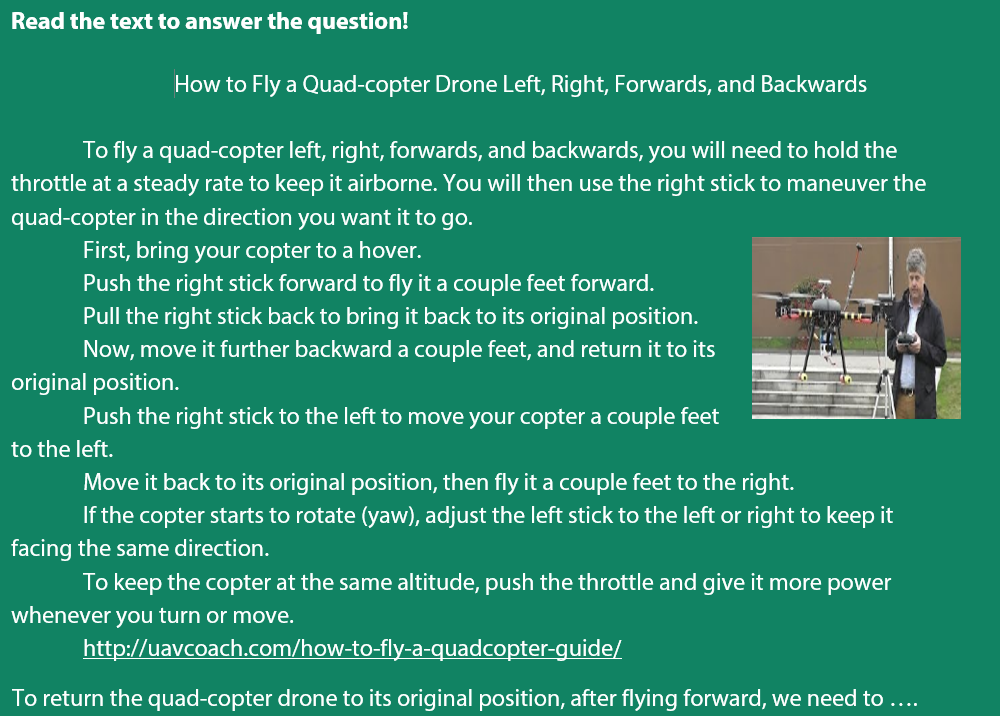 Read the text to answer the question!
How to Fly a Quad-copter Drone Left, Right, Forwards, and Backwards
To fly a quad-copter left, right, forwards, and backwards, you will need to hold the
throttle at a steady rate to keep it airborne. You will then use the right stick to maneuver the
quad-copter in the direction you want it to go.
First, bring your copter to a hover.
Push the right stick forward to fly it a couple feet forward.
Pull the right stick back to bring it back to its original position.
Now, move it further backward a couple feet, and return it to its
original position.
Push the right stick to the left to move your copter a couple feet
to the left.
Move it back to its original position, then fly it a couple feet to the right.
If the copter starts to rotate (yaw), adjust the left stick to the left or right to keep it
facing the same direction.
To keep the copter at the same altitude, push the throttle and give it more power
whenever you turn or move.
http://uavcoach.com/how-to-fly-a-quadcopter-guide/
To return the quad-copter drone to its original position, after flying forward, we need to ….